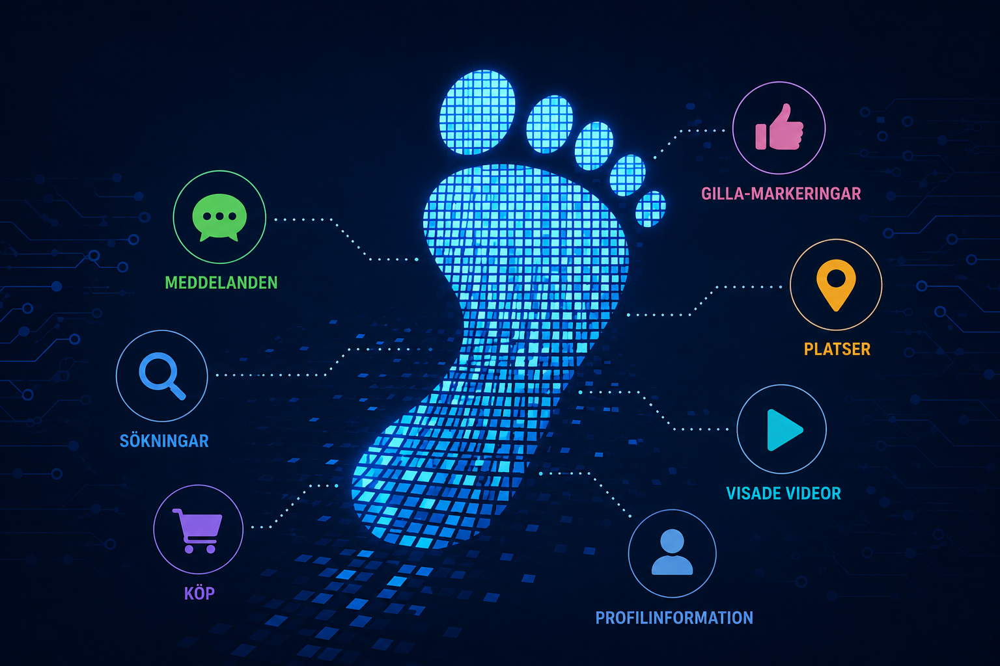 GILLA-MARKERINGAR
MEDDELANDEN
PLATSER
SÖKNINGAR
VISADE VIDEOR
KÖP
PROFILINFORMATION